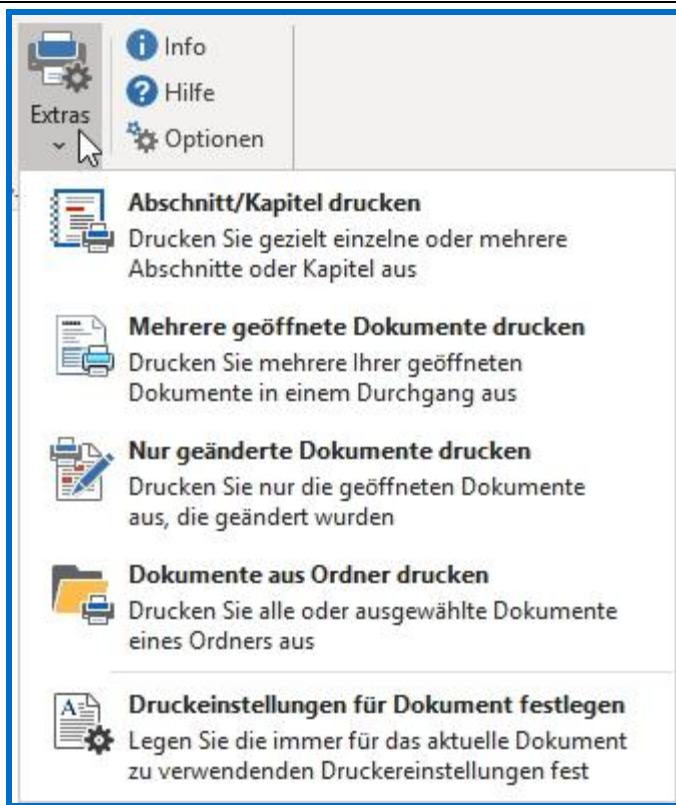 Extras
Info
Hilfe
Optionen
Abschnitt/Kapitel drucken
Drucken Sie gezielt einzelne oder mehrere
Abschnitte oder Kapitel aus
Mehrere geöffnete Dokumente drucken
Drucken Sie mehrere Ihrer geöffneten
Dokumente in einem Durchgang aus
Nur geänderte Dokumente drucken
Drucken Sie nur die geöffneten Dokumente
aus, die geändert wurden
Dokumente aus Ordner drucken
Drucken Sie alle oder ausgewählte Dokumente
eines Ordners aus
Druckeinstellungen für Dokument festlegen
Legen Sie die immer für das aktuelle Dokument
zu verwendenden Druckereinstellungen fest